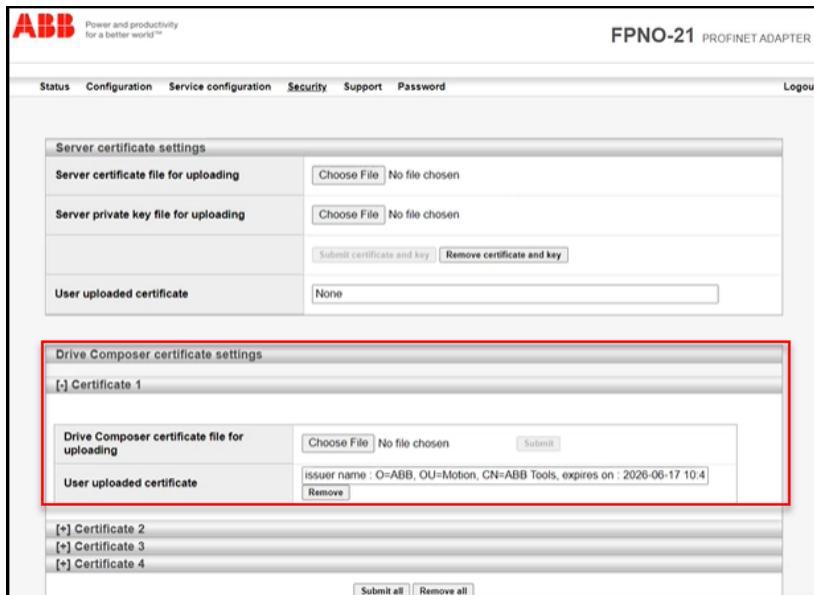 ABB
Power and productivity
for a better world™
FPNO-21 PROFINET ADAPTER
Status Configuration Service configuration Security Support Password Logou
Server certificate settings
Server certificate file for uploading Choose File No file chosen
Server private key file for uploading Choose File No file chosen
Submit certificate and key Remove certificate and key
User uploaded certificate None
Drive Composer certificate settings
[-] Certificate 1
Drive Composer certificate file for
uploading
Choose File No file chosen Submit
User uploaded certificate issuer name : O=ABB, OU=Motion, CN=ABB Tools, expires on : 2026-06-17 10:4
Remove
[+] Certificate 2
[+] Certificate 3
[+] Certificate 4
Submit all Remove all